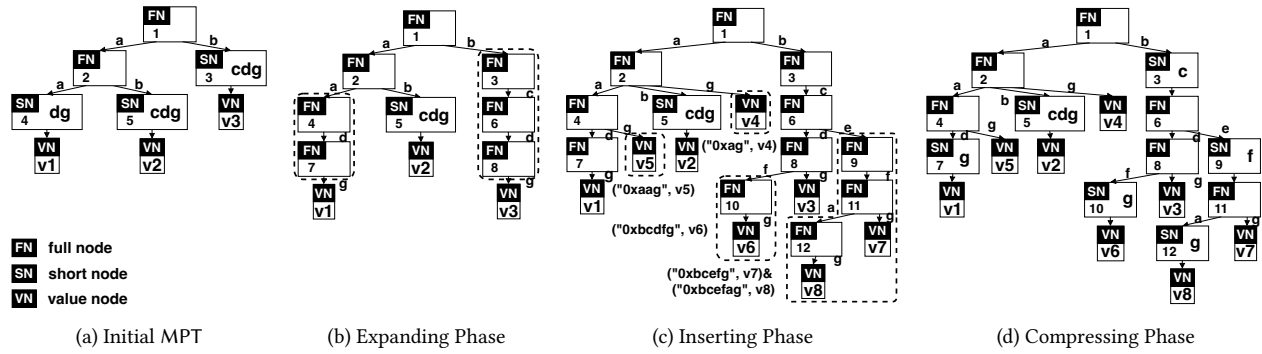 FN
1
a
b
FN
2
SN
3
cdg
a
b
SN
4
dg
SN
5
cdg
VN
v3
VN
v1
VN
v2
FN full node
SN short node
VN value node
(a) Initial MPT
FN
1
a
b
FN
2
FN
3
a
b
c
FN
4
SN
5
cdg
FN
6
d
d
FN
7
VN
v2
FN
8
g
g
VN
v1
VN
v3
(b) Expanding Phase
FN
1
a
b
FN
2
FN
3
a
b
g
c
FN
4
SN
5
cdg
VN
v4
FN
6
d
g
("0xag", v4)
d
e
FN
7
VN
v5
VN
v2
FN
8
FN
9
g
("0xaag", v5)
f
g
f
VN
v1
FN
10
VN
v3
FN
11
("0xbcdfg", v6)
g
a
g
VN
v6
FN
12
VN
v7
("0xbcefg", v7)&
g
("0xbcefag", v8)
VN
v8
(c) Inserting Phase
FN
1
a
b
FN
2
SN
3
c
a
b
g
FN
4
SN
5
cdg
VN
v4
FN
6
d
g
d
e
SN
7
g
VN
v5
VN
v2
FN
8
SN
9
f
f
g
VN
v1
SN
10
g
VN
v3
FN
11
a
g
VN
v6
SN
12
g
VN
v7
VN
v8
(d) Compressing Phase